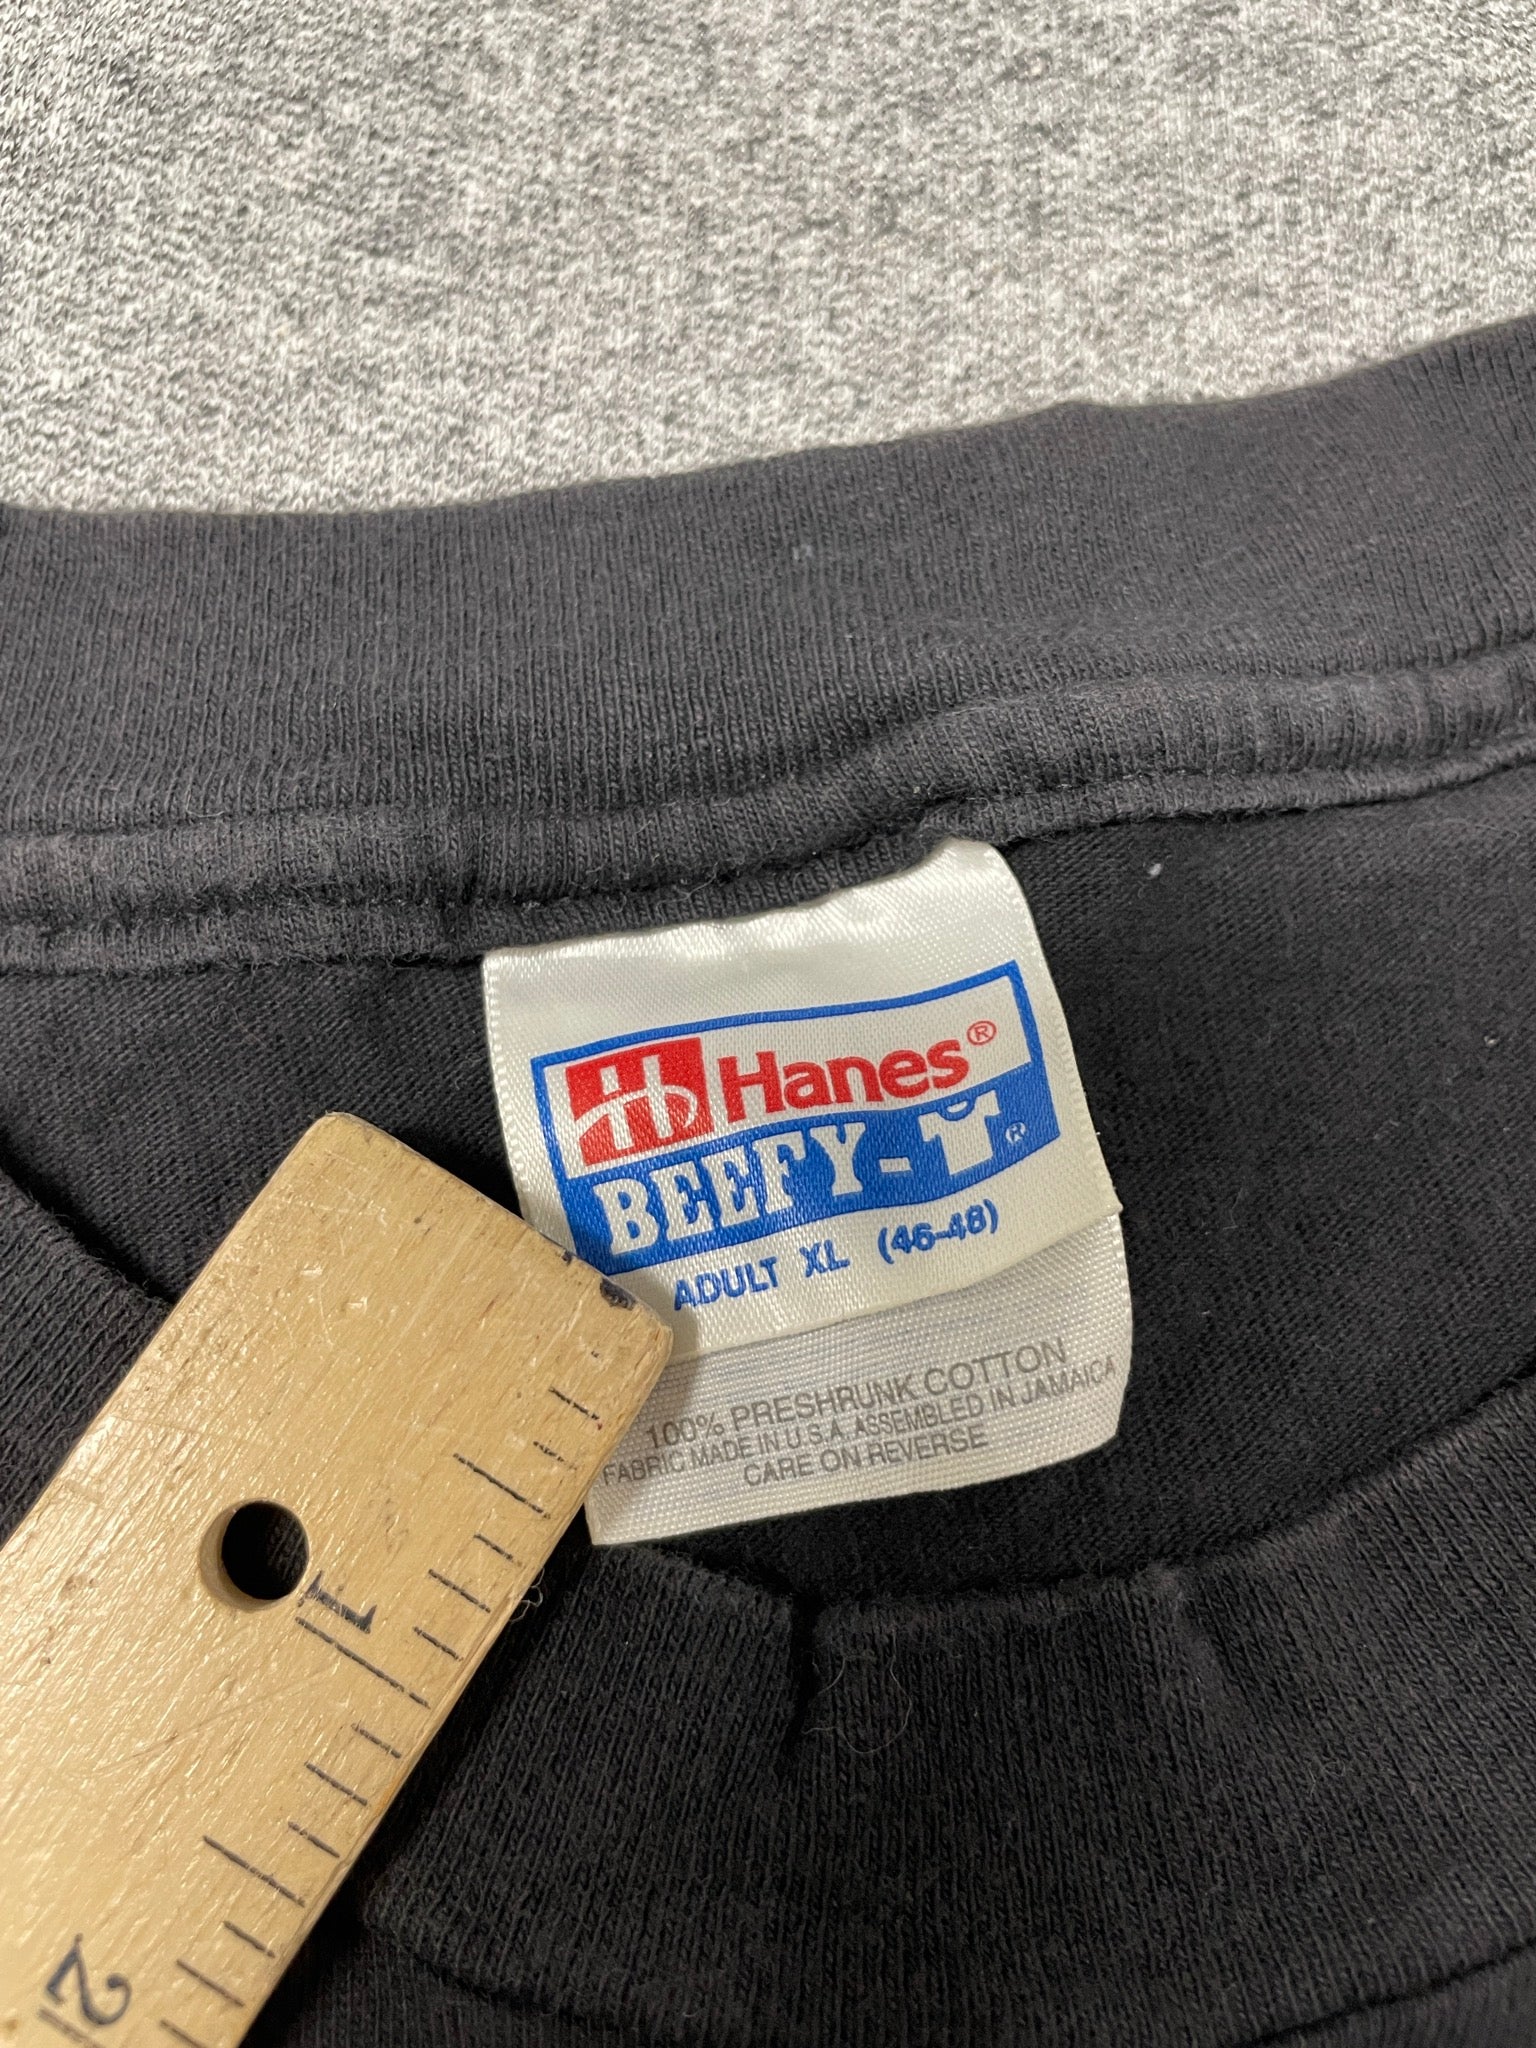 Hanes®
BEEFY-T®
ADULT XL (46-48)
100% PRESHRUNK COTTON
FABRIC MADE IN U.S.A. ASSEMBLED IN JAMAICA
CARE ON REVERSE
1
2